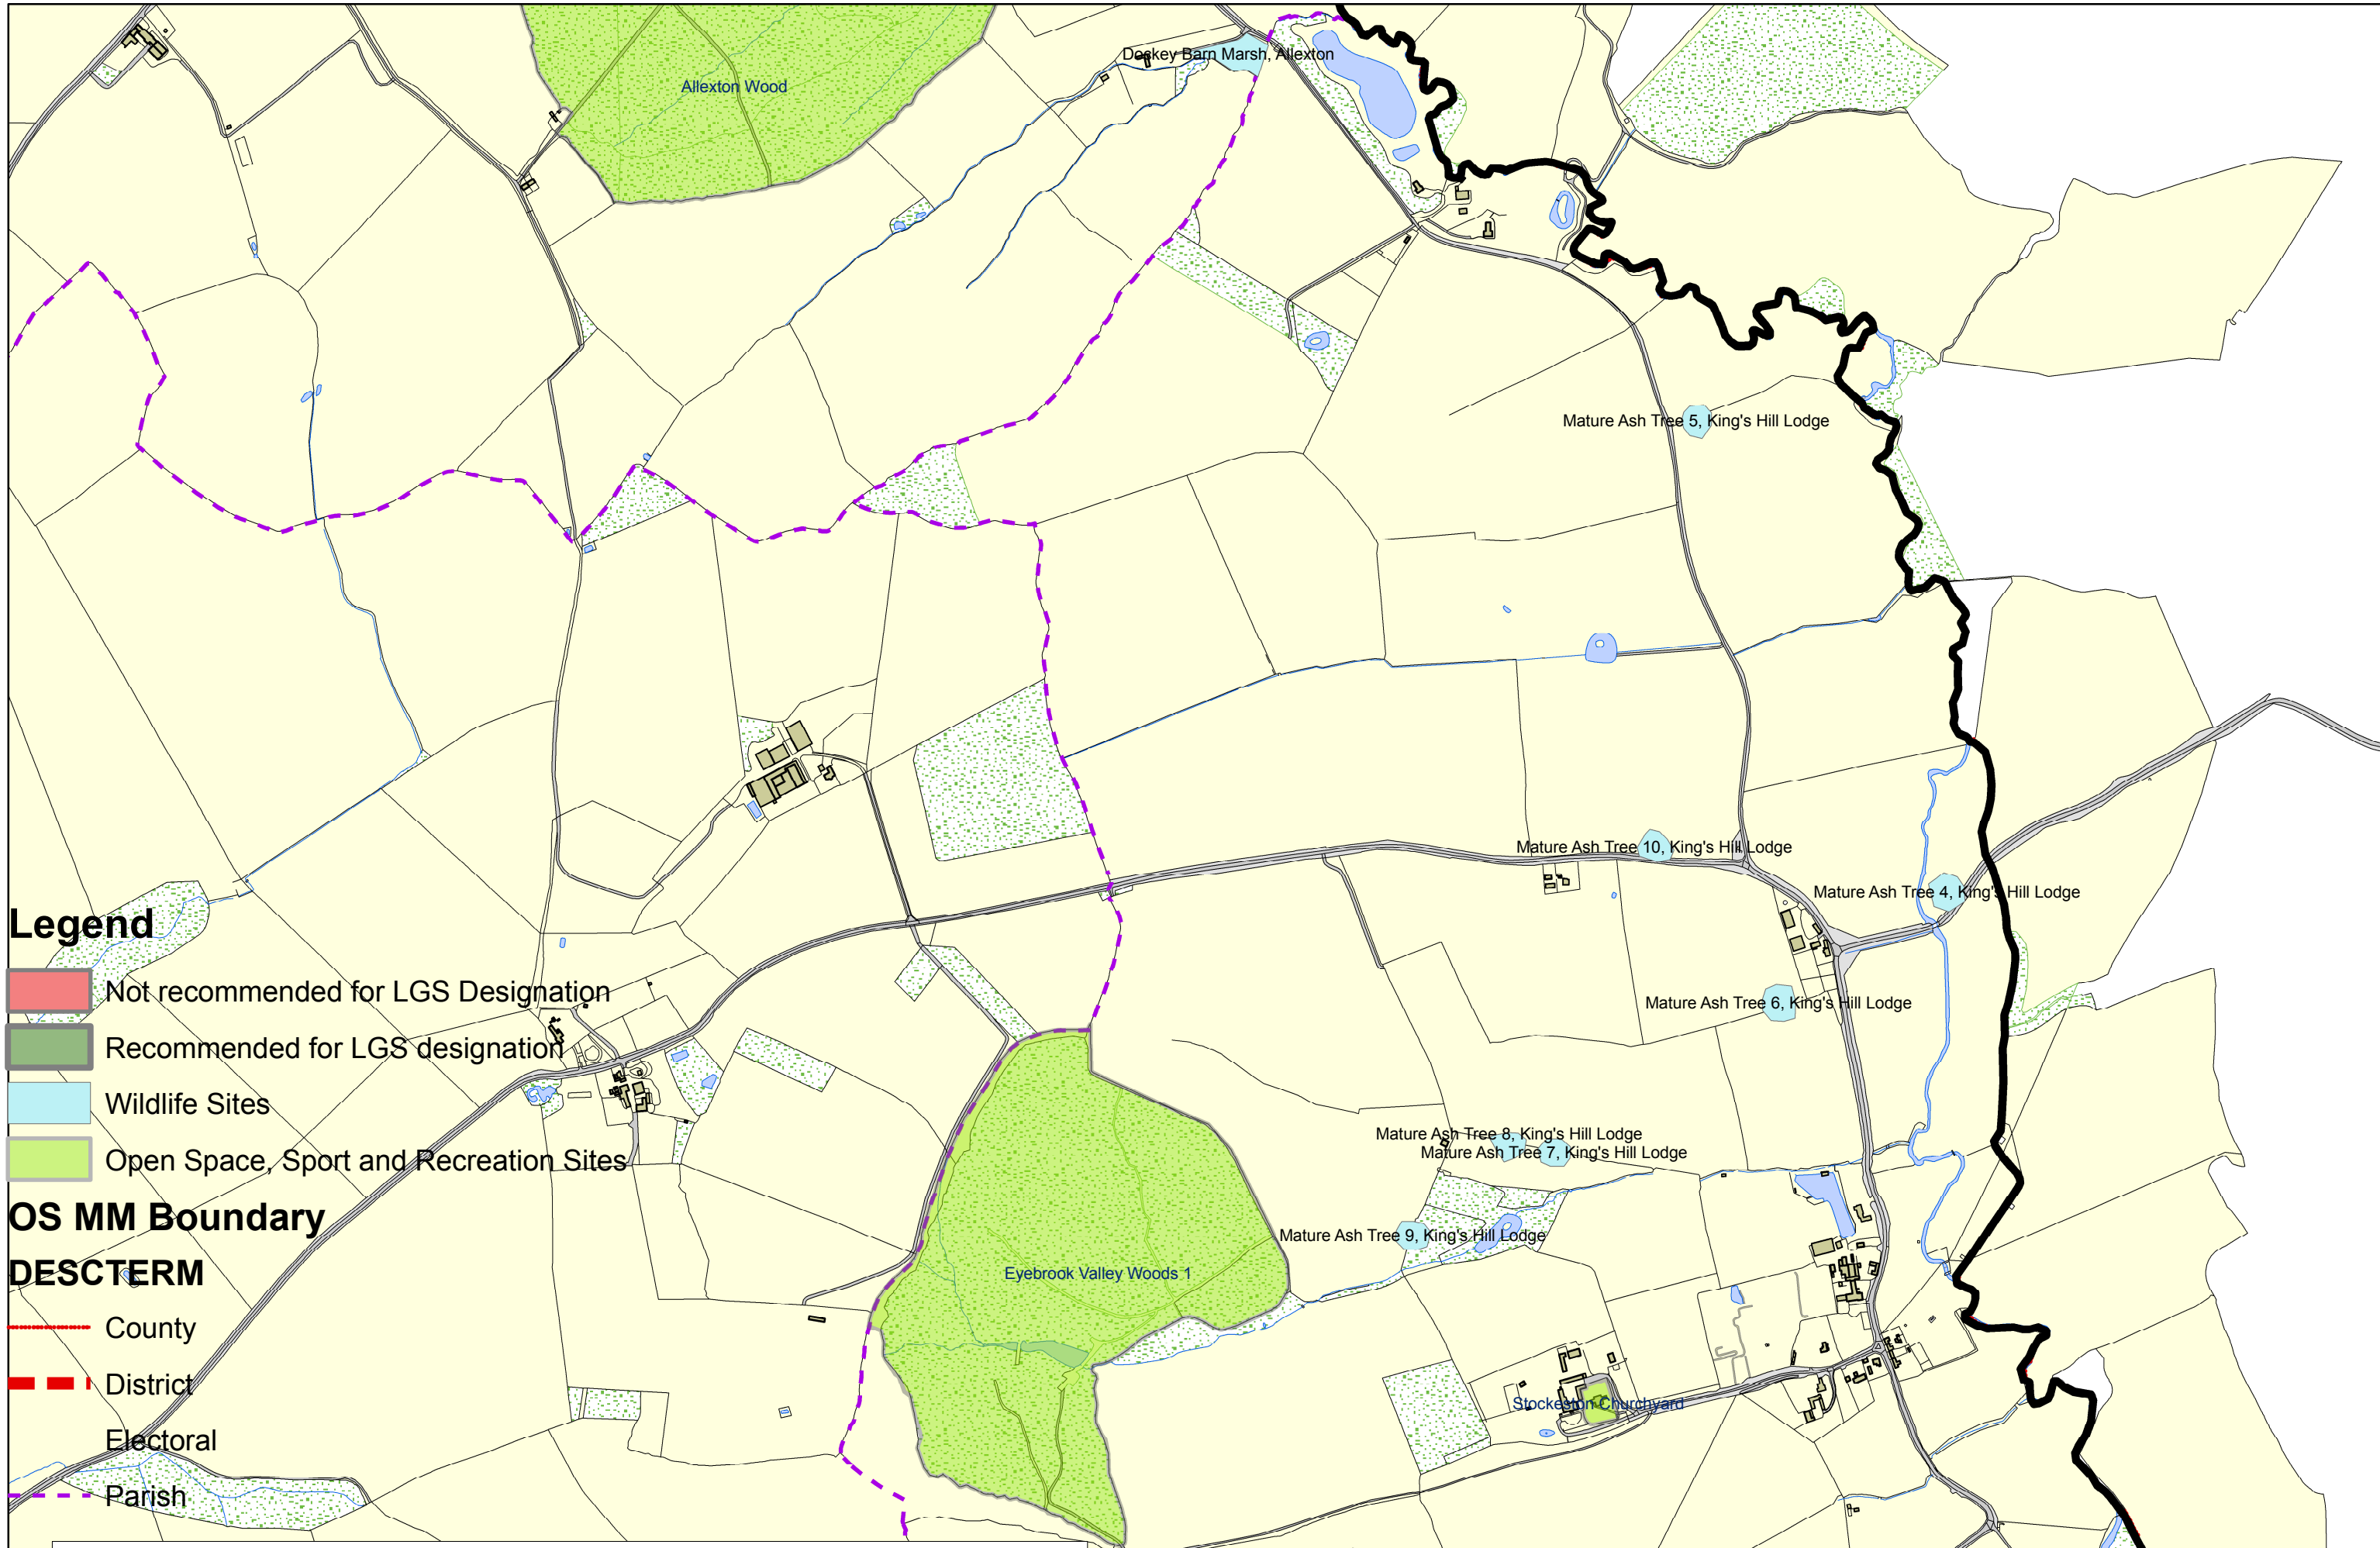 Doskey Barn Marsh, Allexton
Allexton Wood
Mature Ash Tree 5, King's Hill Lodge
Mature Ash Tree 10, King's Hill Lodge
Mature Ash Tree 4, King's Hill Lodge
Mature Ash Tree 6, King's Hill Lodge
Mature Ash Tree 8, King's Hill Lodge
Mature Ash Tree 7, King's Hill Lodge
Mature Ash Tree 9, King's Hill Lodge
Eyebrook Valley Woods 1
Stockeston Churchyard
Legend
Not recommended for LGS Designation
Recommended for LGS designation
Wildlife Sites
Open Space, Sport and Recreation Sites
OS MM Boundary
DESCTERM
County
District
Electoral
Parish